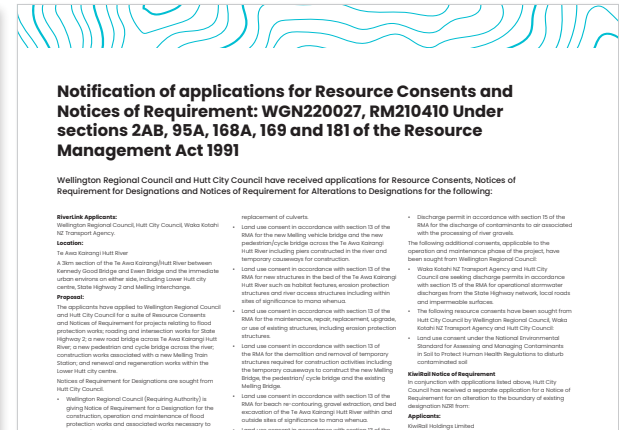 Notification of applications for Resource Consents and
Notices of Requirement: WGN220027, RM210410 Under
sections 2AB, 95A, 168A, 169 and 181 of the Resource
Management Act 1991
Wellington Regional Council and Hutt City Council have received applications for Resource Consents, Notices of
Requirement for Designations and Notices of Requirement for Alterations to Designations for the following:
RiverLink Applicants:
Wellington Regional Council, Hutt City Council, Waka Kotahi
NZ Transport Agency.
Location:
Te Awa Kairangi Hutt River
A 3km section of the Te Awa Kairangi/Hutt River between
Kennedy Good Bridge and Ewen Bridge and the immediate
urban environs on either side, including Lower Hutt city
centre, State Highway 2 and Melling Interchange.
Proposal:
The applicants have applied to Wellington Regional Council
and Hutt City Council for a suite of Resource Consents
and Notices of Requirement for projects relating to flood
protection works; roading and intersection works for State
Highway 2, a new road bridge across Te Awa Kairangi Hutt
River; a new pedestrian and cycle bridge across the river;
construction works associated with a new Melling Train
Station; and renewal and regeneration works within the
Lower Hutt city centre.
Notices of Requirement for Designations are sought from
Hutt City Council.
• Wellington Regional Council (Requiring Authority) is
giving Notice of Requirement for a Designation for the
construction, operation and maintenance of flood
protection works and associated works necessary to
replacement of culverts.
• Land use consent in accordance with section 13 of the
RMA for the new Melling vehicle bridge and the new
pedestrian/cycle bridge across the Te Awa Kairangi
Hutt River including piers constructed in the river and
temporary causeways for construction.
• Land use consent in accordance with section 13 of the
RMA for new structures in the bed of the Te Awa Kairangi
Hutt River such as habitat features, erosion protection
structures and river access structures including within
sites of significance to mana whenua.
• Land use consent in accordance with section 13 of the
RMA for the maintenance, repair, replacement, upgrade,
or use of existing structures, including erosion protection
structures.
• Land use consent in accordance with section 13 of the
RMA for the demolition and removal of temporary
structures required for construction activities including
the temporary causeways to construct the new Melling
Bridge, the pedestrian/ cycle bridge and the existing
Melling Bridge.
• Land use consent in accordance with section 13 of the
RMA for beach re-contouring, gravel extraction, and bed
excavation of the Te Awa Kairangi Hutt River within and
outside sites of significance to mana whenua.
• Land use consent in accordance with section 13 of the
• Discharge permit in accordance with section 15 of the
RMA for the discharge of contaminants to air associated
with the processing of river gravels.
The following additional consents, applicable to the
operation and maintenance phase of the project, have
been sought from Wellington Regional Council:
• Waka Kotahi NZ Transport Agency and Hutt City
Council are seeking discharge permits in accordance
with section 15 of the RMA for operational stormwater
discharges from the State Highway network, local roads
and impermeable surfaces.
• The following resource consents have been sought from
Hutt City Council by Wellington Regional Council, Waka
Kotahi NZ Transport Agency and Hutt City Council:
• Land use consent under the National Environmental
Standard for Assessing and Managing Contaminants
in Soil to Protect Human Health Regulations to disturb
contaminated soil
KiwiRail Notice of Requirement
In conjunction with applications listed above, Hutt City
Council has received a separate application for a Notice of
Requirement for an alteration to the boundary of existing
designation NZR from:
Applicants:
KiwiRail Holdings Limited